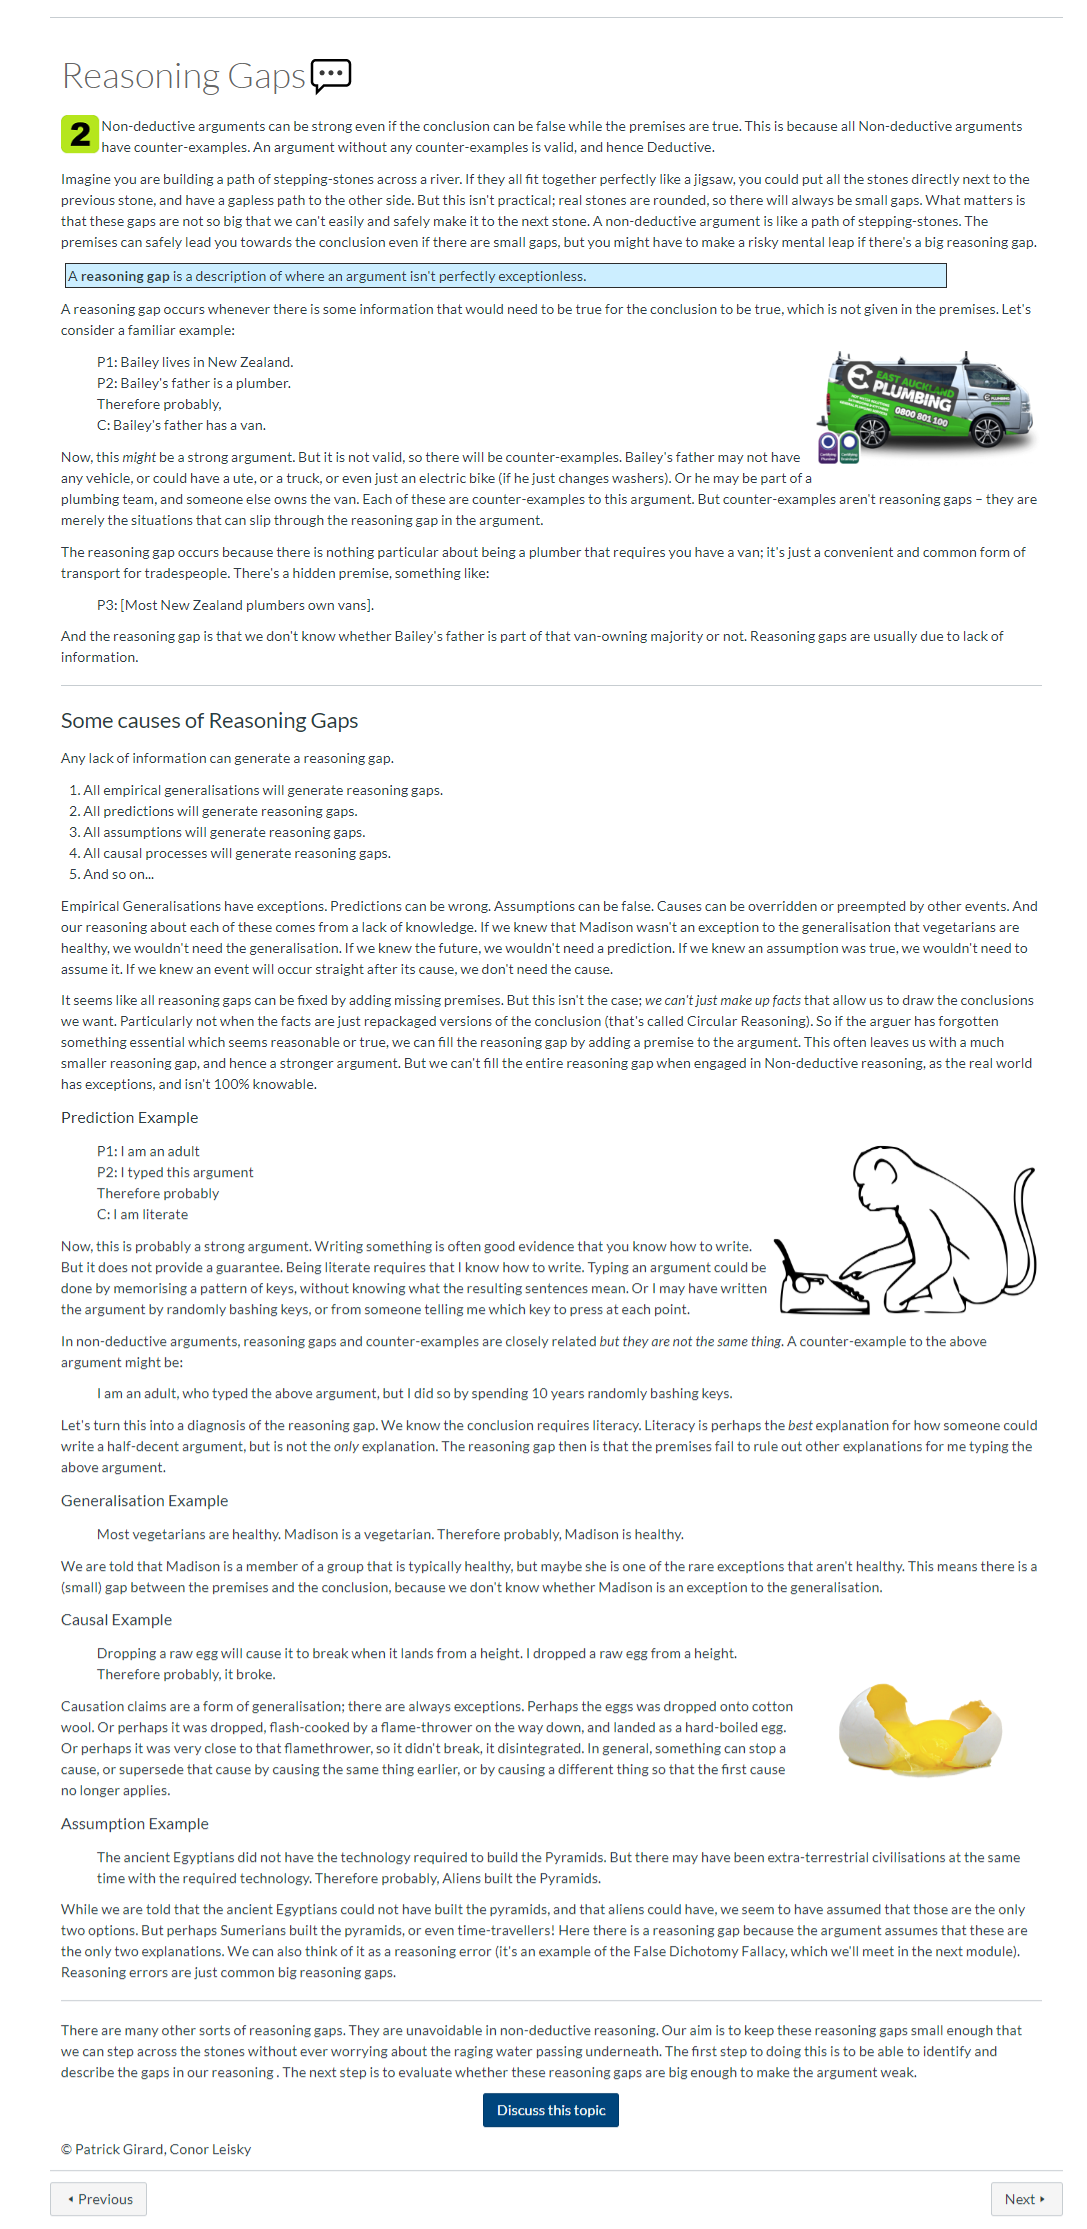 Reasoning Gaps
2
Non-deductive arguments can be strong even if the conclusion can be false while the premises are true. This is because all Non-deductive arguments
have counter-examples. An argument without any counter-examples is valid, and hence Deductive.
Imagine you are building a path of stepping-stones across a river. If they all fit together perfectly like a jigsaw, you could put all the stones directly next to the
previous stone, and have a gapless path to the other side. But this isn't practical; real stones are rounded, so there will always be small gaps. What matters is
that these gaps are not so big that we can't easily and safely make it to the next stone. A non-deductive argument is like a path of stepping-stones. The
premises can safely lead you towards the conclusion even if there are small gaps, but you might have to make a risky mental leap if there's a big reasoning gap.
A reasoning gap is a description of where an argument isn't perfectly exceptionless.
A reasoning gap occurs whenever there is some information that would need to be true for the conclusion to be true, which is not given in the premises. Let's
consider a familiar example:
P1: Bailey lives in New Zealand.
P2: Bailey's father is a plumber.
Therefore probably,
C: Bailey's father has a van.
EAST AUCKLAND
PLUMBING
0800 801 100
Now, this might be a strong argument. But it is not valid, so there will be counter-examples. Bailey's father may not have
any vehicle, or could have a ute, or a truck, or even just an electric bike (if he just changes washers). Or he may be part of a
plumbing team, and someone else owns the van. Each of these are counter-examples to this argument. But counter-examples aren't reasoning gaps – they are
merely the situations that can slip through the reasoning gap in the argument.
The reasoning gap occurs because there is nothing particular about being a plumber that requires you have a van; it's just a convenient and common form of
transport for tradespeople. There's a hidden premise, something like:
P3: [Most New Zealand plumbers own vans].
And the reasoning gap is that we don't know whether Bailey's father is part of that van-owning majority or not. Reasoning gaps are usually due to lack of
information.
Some causes of Reasoning Gaps
Any lack of information can generate a reasoning gap.
1. All empirical generalisations will generate reasoning gaps.
2. All predictions will generate reasoning gaps.
3. All assumptions will generate reasoning gaps.
4. All causal processes will generate reasoning gaps.
5. And so on...
Empirical Generalisations have exceptions. Predictions can be wrong. Assumptions can be false. Causes can be overridden or preempted by other events. And
our reasoning about each of these comes from a lack of knowledge. If we knew that Madison wasn't an exception to the generalisation that vegetarians are
healthy, we wouldn't need the generalisation. If we knew the future, we wouldn't need a prediction. If we knew an assumption was true, we wouldn't need to
assume it. If we knew an event will occur straight after its cause, we don't need the cause.
It seems like all reasoning gaps can be fixed by adding missing premises. But this isn't the case; we can't just make up facts that allow us to draw the conclusions
we want. Particularly not when the facts are just repackaged versions of the conclusion (that's called Circular Reasoning). So if the arguer has forgotten
something essential which seems reasonable or true, we can fill the reasoning gap by adding a premise to the argument. This often leaves us with a much
smaller reasoning gap, and hence a stronger argument. But we can't fill the entire reasoning gap when engaged in Non-deductive reasoning, as the real world
has exceptions, and isn't 100% knowable.
Prediction Example
P1: I am an adult
P2: I typed this argument
Therefore probably
C: I am literate
Now, this is probably a strong argument. Writing something is often good evidence that you know how to write.
But it does not provide a guarantee. Being literate requires that I know how to write. Typing an argument could be
done by memorising a pattern of keys, without knowing what the resulting sentences mean. Or I may have written
the argument by randomly bashing keys, or from someone telling me which key to press at each point.
In non-deductive arguments, reasoning gaps and counter-examples are closely related but they are not the same thing. A counter-example to the above
argument might be:
I am an adult, who typed the above argument, but I did so by spending 10 years randomly bashing keys.
Let's turn this into a diagnosis of the reasoning gap. We know the conclusion requires literacy. Literacy is perhaps the best explanation for how someone could
write a half-decent argument, but is not the only explanation. The reasoning gap then is that the premises fail to rule out other explanations for me typing the
above argument.
Generalisation Example
Most vegetarians are healthy. Madison is a vegetarian. Therefore probably, Madison is healthy.
We are told that Madison is a member of a group that is typically healthy, but maybe she is one of the rare exceptions that aren't healthy. This means there is a
(small) gap between the premises and the conclusion, because we don't know whether Madison is an exception to the generalisation.
Causal Example
Dropping a raw egg will cause it to break when it lands from a height. I dropped a raw egg from a height.
Therefore probably, it broke.
Causation claims are a form of generalisation; there are always exceptions. Perhaps the eggs was dropped onto cotton
wool. Or perhaps it was dropped, flash-cooked by a flame-thrower on the way down, and landed as a hard-boiled egg.
Or perhaps it was very close to that flamethrower, so it didn't break, it disintegrated. In general, something can stop a
cause, or supersede that cause by causing the same thing earlier, or by causing a different thing so that the first cause
no longer applies.
Assumption Example
The ancient Egyptians did not have the technology required to build the Pyramids. But there may have been extra-terrestrial civilisations at the same
time with the required technology. Therefore probably, Aliens built the Pyramids.
While we are told that the ancient Egyptians could not have built the pyramids, and that aliens could have, we seem to have assumed that those are the only
two options. But perhaps Sumerians built the pyramids, or even time-travellers! Here there is a reasoning gap because the argument assumes that these are
the only two explanations. We can also think of it as a reasoning error (it's an example of the False Dichotomy Fallacy, which we'll meet in the next module).
Reasoning errors are just common big reasoning gaps.
There are many other sorts of reasoning gaps. They are unavoidable in non-deductive reasoning. Our aim is to keep these reasoning gaps small enough that
we can step across the stones without ever worrying about the raging water passing underneath. The first step to doing this is to be able to identify and
describe the gaps in our reasoning . The next step is to evaluate whether these reasoning gaps are big enough to make the argument weak.
Discuss this topic
© Patrick Girard, Conor Leisky
Previous
Next